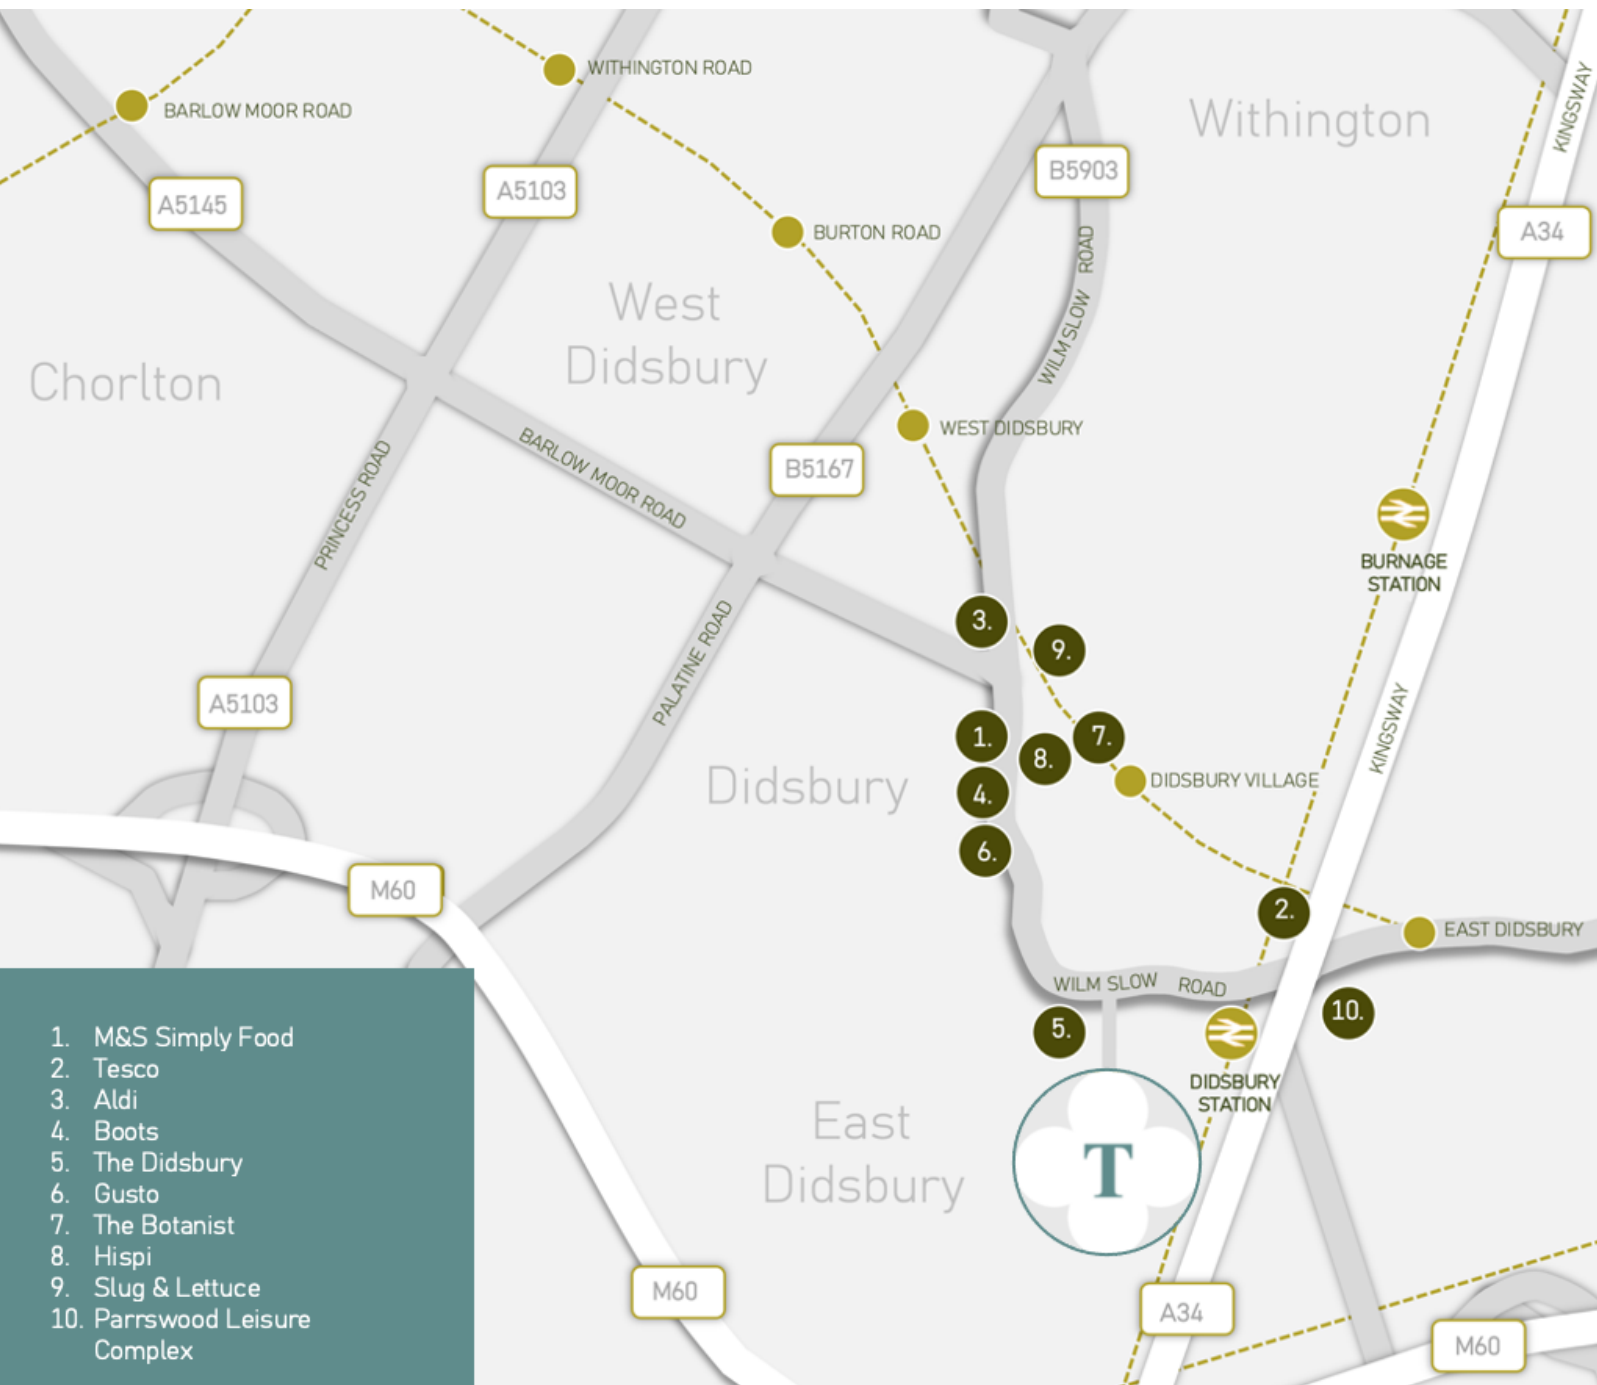 WITHINGTON ROAD
BARLOW MOOR ROAD
Withington
KINGSWAY
B5903
A5103
A5145
A34
BURTON ROAD
ROAD
WILM SLOW
West
Didsbury
Chorlton
WEST DIDSBURY
BARLOW MOOR ROAD
B5167
PRINCESS ROAD
BURNAGE
STATION
3.
9.
PALATINE ROAD
A5103
KINGSWAY
1.
7.
8.
Didsbury
DIDSBURY VILLAGE
4.
6.
M60
2.
EAST DIDSBURY
WILM SLOW ROAD
10.
5.
DIDSBURY
STATION
East
Didsbury
T
M60
A34
M60
1. M&S Simply Food
2. Tesco
3. Aldi
4. Boots
5. The Didsbury
6. Gusto
7. The Botanist
8. Hispi
9. Slug & Lettuce
10. Parrswood Leisure
Complex